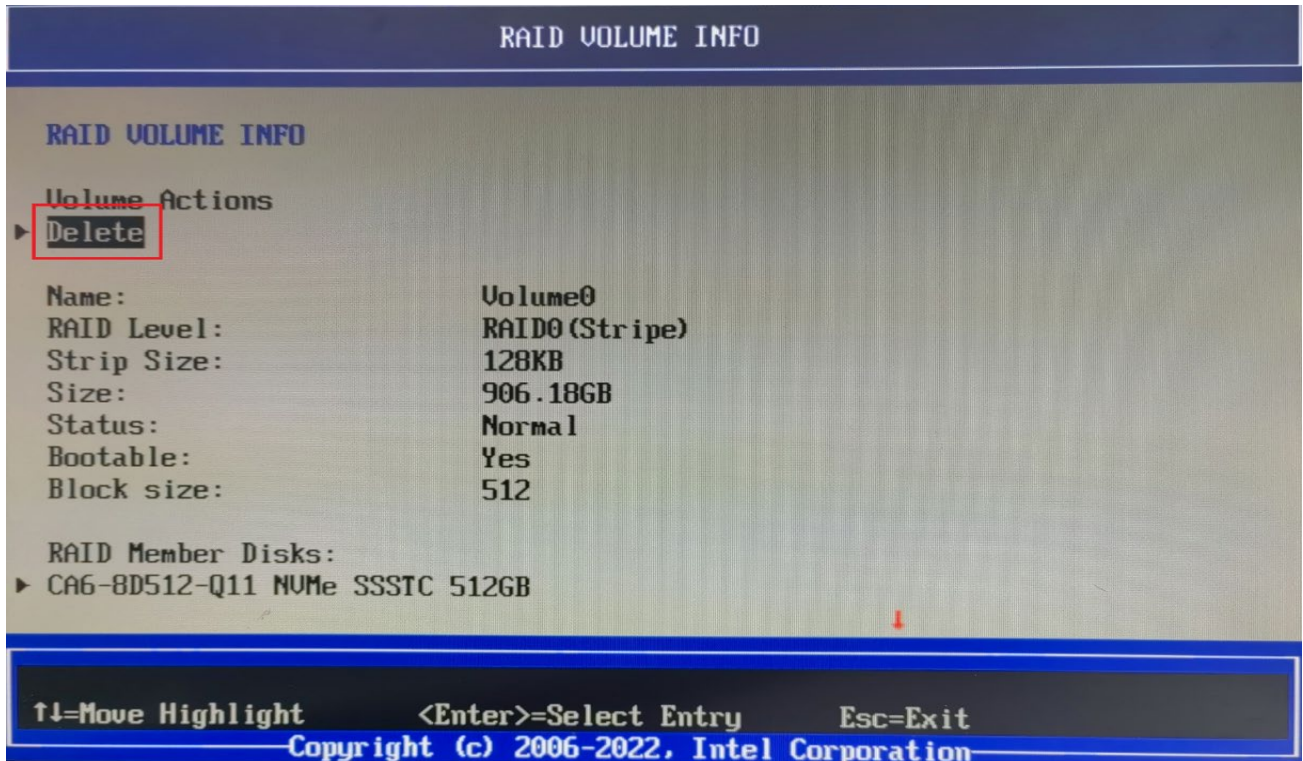 RAID VOLUME INFO
RAID VOLUME INFO
Volume Actions
Delete
Name: Volume0
RAID Level: RAID0(Stripe)
Strip Size: 128KB
Size: 906.18GB
Status: Normal
Bootable: Yes
Block size: 512
RAID Member Disks:
CA6-8D512-Q11 NVMe SSSTC 512GB
↑↓=Move Highlight <Enter>=Select Entry Esc=Exit
Copyright (c) 2006-2022, Intel Corporation